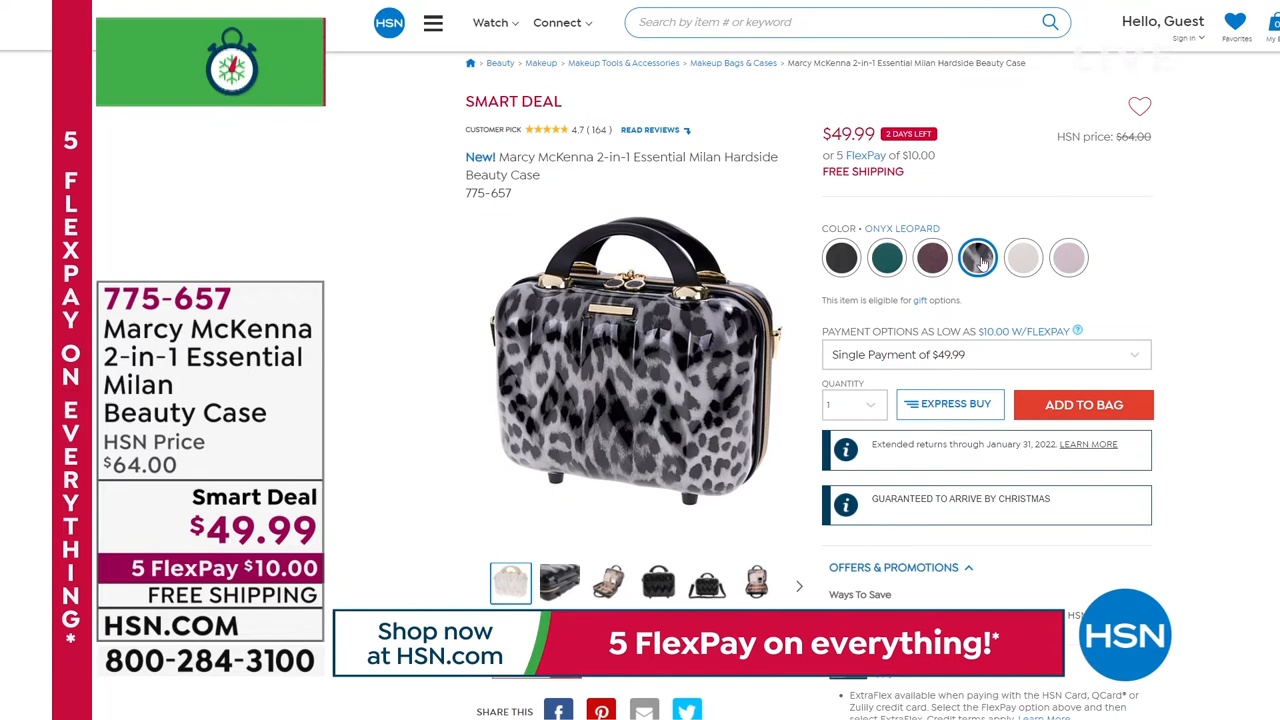 5 FLEXPAY ON EVERYTHING*
775-657
Marcy McKenna
2-in-1 Essential
Milan
Beauty Case
HSN Price
$64.00
Smart Deal
$49.99
5 FlexPay $10.00
FREE SHIPPING
HSN.COM
800-284-3100
HSN
Watch
Connect
Search by item # or keyword
Hello, Guest
Sign In
Favorites
0
LIVE
Beauty > Makeup > Makeup Tools & Accessories > Makeup Bags & Cases > Marcy McKenna 2-in-1 Essential Milan Hardside Beauty Case
SMART DEAL
CUSTOMER PICK 4.7 ( 164 ) READ REVIEWS
New! Marcy McKenna 2-in-1 Essential Milan Hardside
Beauty Case
775-657
$49.99 2 DAYS LEFT HSN price: $64.00
or 5 FlexPay of $10.00
FREE SHIPPING
COLOR • ONYX LEOPARD
This item is eligible for gift options.
PAYMENT OPTIONS AS LOW AS $10.00 W/FLEXPAY ?
Single Payment of $49.99
QUANTITY
1
EXPRESS BUY
ADD TO BAG
Extended returns through January 31, 2022. LEARN MORE
GUARANTEED TO ARRIVE BY CHRISTMAS
OFFERS & PROMOTIONS
Ways To Save
Shop now
at HSN.com
5 FlexPay on everything!*
HSN
ExtraFlex available when paying with the HSN Card, QCard® or
Zulily credit card. Select the FlexPay option above and then
select ExtraFlex. Credit terms apply. Learn More
SHARE THIS